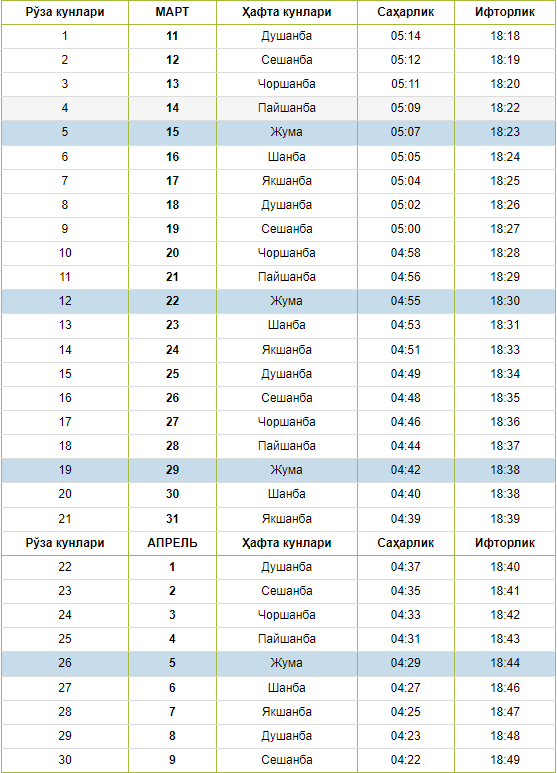 Рўза кунлари МАРТ Ҳафта кунлари Саҳарлик Ифторлик
1 11 Душанба 05:14 18:18
2 12 Сешанба 05:12 18:19
3 13 Чоршанба 05:11 18:20
4 14 Пайшанба 05:09 18:22
5 15 Жума 05:07 18:23
6 16 Шанба 05:05 18:24
7 17 Якшанба 05:04 18:25
8 18 Душанба 05:02 18:26
9 19 Сешанба 05:00 18:27
10 20 Чоршанба 04:58 18:28
11 21 Пайшанба 04:56 18:29
12 22 Жума 04:55 18:30
13 23 Шанба 04:53 18:31
14 24 Якшанба 04:51 18:33
15 25 Душанба 04:49 18:34
16 26 Сешанба 04:48 18:35
17 27 Чоршанба 04:46 18:36
18 28 Пайшанба 04:44 18:37
19 29 Жума 04:42 18:38
20 30 Шанба 04:40 18:38
21 31 Якшанба 04:39 18:39
Рўза кунлари АПРЕЛЬ Ҳафта кунлари Саҳарлик Ифторлик
22 1 Душанба 04:37 18:40
23 2 Сешанба 04:35 18:41
24 3 Чоршанба 04:33 18:42
25 4 Пайшанба 04:31 18:43
26 5 Жума 04:29 18:44
27 6 Шанба 04:27 18:46
28 7 Якшанба 04:25 18:47
29 8 Душанба 04:23 18:48
30 9 Сешанба 04:22 18:49